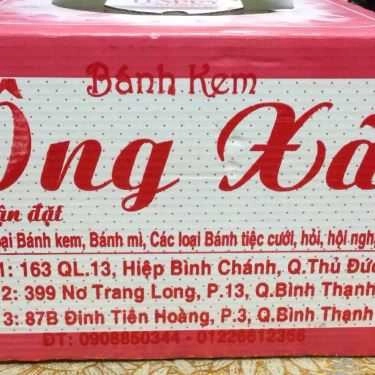 Bánh Kem
Ông Xã
ận đặt
ại Bánh kem, Bánh mì, Các loại Bánh tiệc cưới, hỏi, hội ngh
1: 163 QL.13, Hiệp Bình Chánh, Q.Thủ Đức
2: 399 Nơ Trang Long, P.13, Q.Bình Thạnh
3: 87B Đinh Tiên Hoàng, P.3, Q.Bình Thạnh
ĐT: 0908850344 - 01226612366